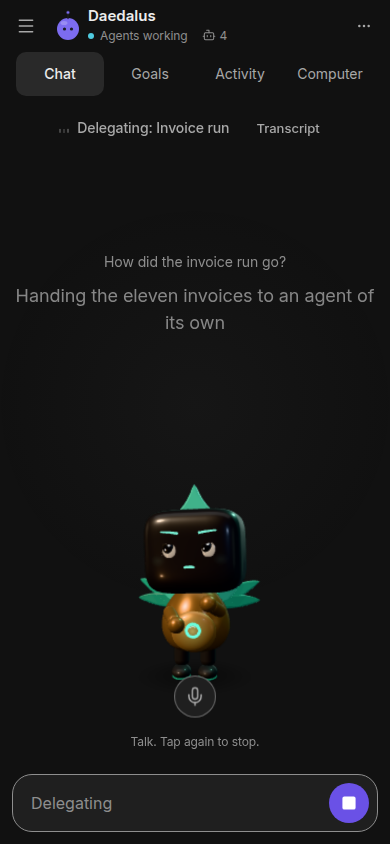 Daedalus
Agents working 4
Chat Goals Activity Computer
Delegating: Invoice run Transcript
How did the invoice run go?
Handing the eleven invoices to an agent of
its own
Talk. Tap again to stop.
Delegating